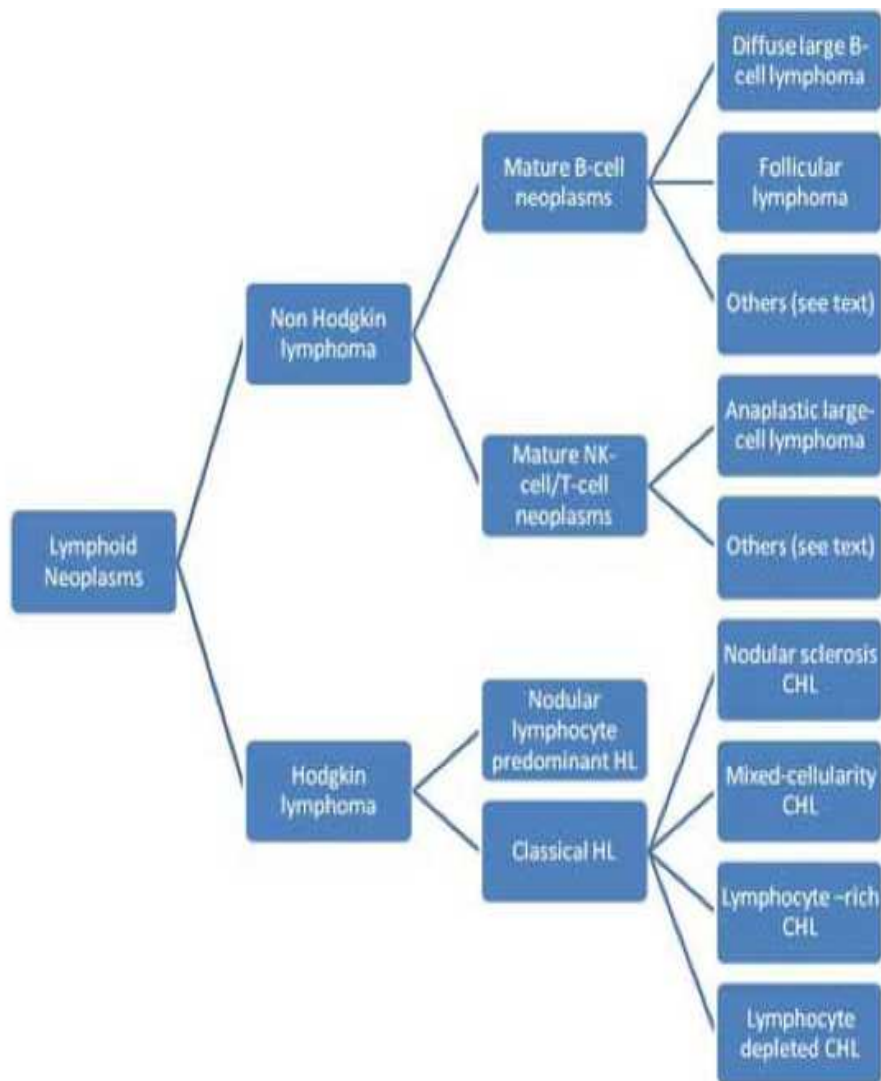 Diffuse large B-
cell lymphoma
Mature B-cell
neoplasms
Follicular
lymphoma
Others (see text)
Non Hodgkin
lymphoma
Anaplastic large-
cell lymphoma
Mature NK-
cell/T-cell
neoplasms
Others (see text)
Lymphoid
Neoplasms
Nodular sclerosis
CHL
Nodular
lymphocyte
predominant HL
Hodgkin
lymphoma
Mixed-cellularity
CHL
Classical HL
Lymphocyte –rich
CHL
Lymphocyte
depleted CHL